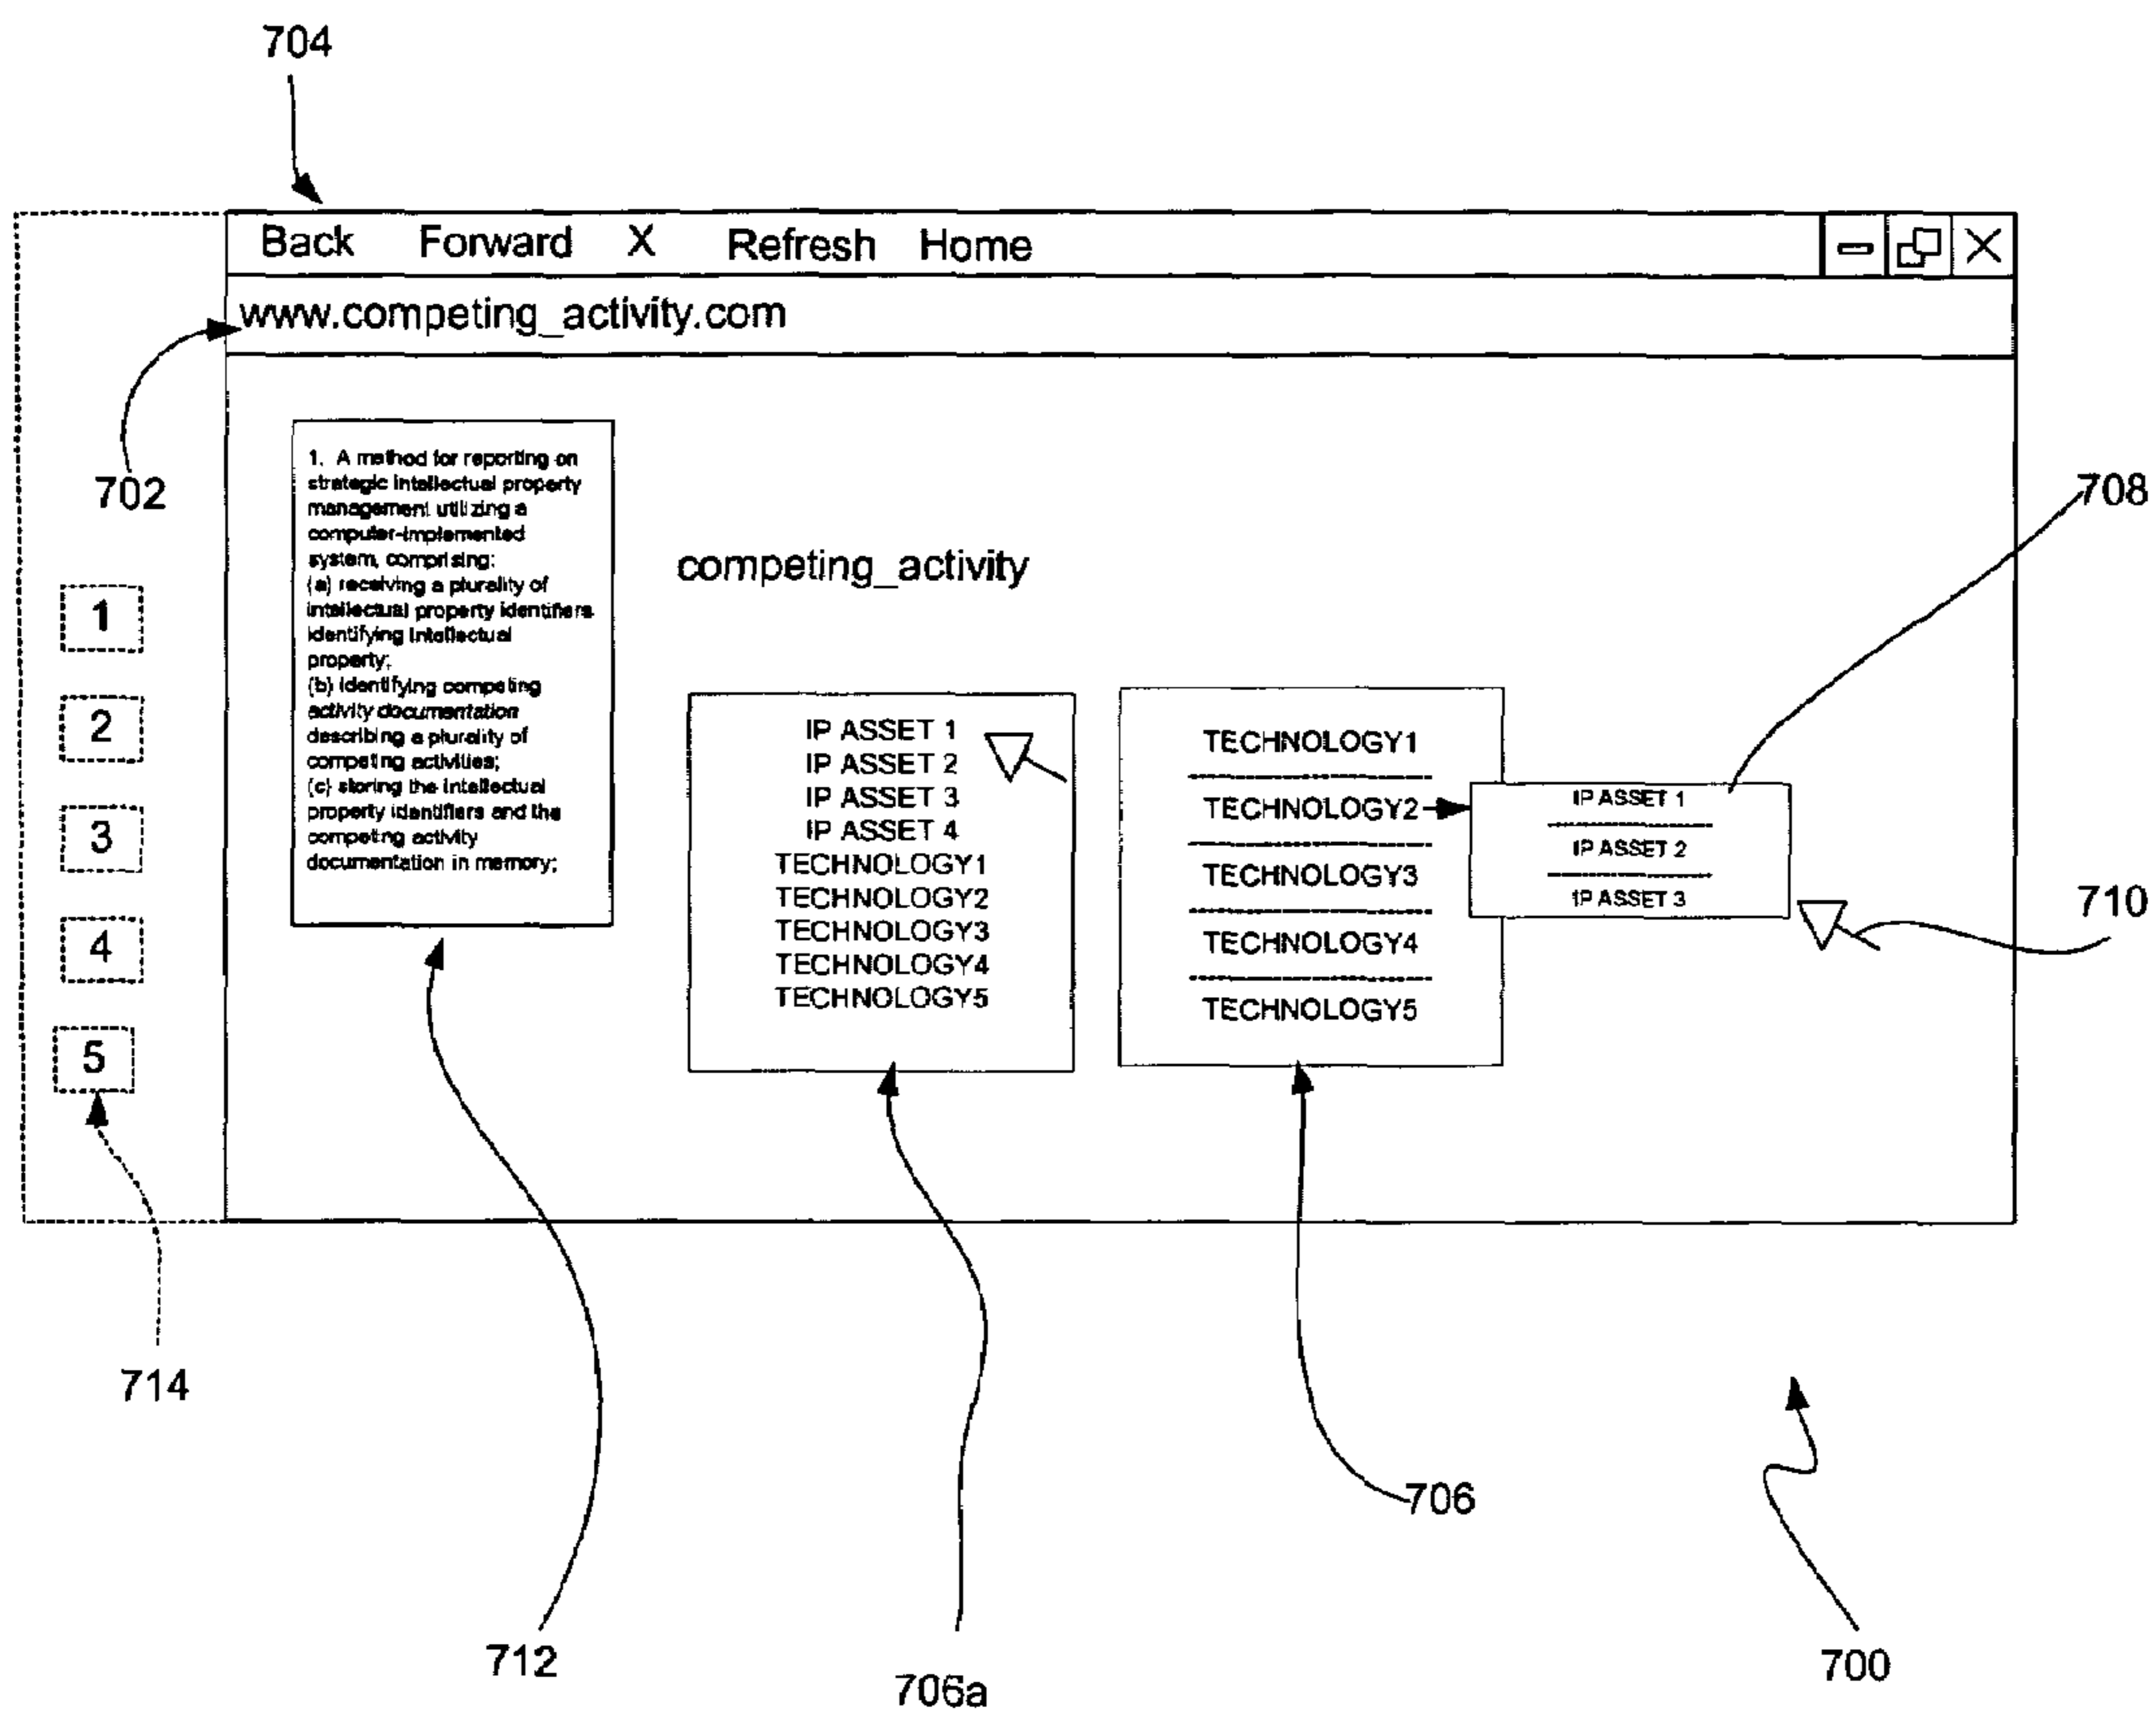 704
Back Forward X Refresh Home
www.competing_activity.com
702
1. A method for reporting on
strategic intellectual property
management utilizing a
computer-implemented
system, comprising:
(a) receiving a plurality of
intellectual property identifiers
identifying intellectual
property;
(b) identifying competing
activity documentation
describing a plurality of
competing activities;
(c) storing the intellectual
property identifiers and the
competing activity
documentation in memory;
competing_activity
708
1
2
3
4
5
IP ASSET 1
IP ASSET 2
IP ASSET 3
IP ASSET 4
TECHNOLOGY1
TECHNOLOGY2
TECHNOLOGY3
TECHNOLOGY4
TECHNOLOGY5
TECHNOLOGY1
TECHNOLOGY2
TECHNOLOGY3
TECHNOLOGY4
TECHNOLOGY5
IP ASSET 1
IP ASSET 2
IP ASSET 3
710
714
706
712
706a
700